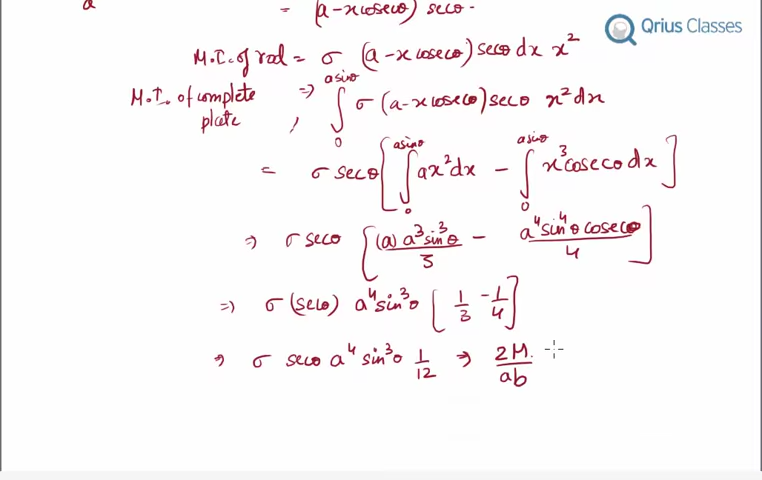 a = (a - x cosecθ) secθ.
Qrius Classes
M.I. of rod = σ (a - x cosecθ) secθ dx x²
M.I. of complete plate, ⇒ ∫₀^{a sinθ} σ (a - x cosecθ) secθ x² dx
= σ secθ [ ∫₀^{a sinθ} ax² dx - ∫₀^{a sinθ} x³ cosecθ dx ]
⇒ σ secθ [ (a) a³ sin³θ / 3 - a⁴ sin⁴θ cosecθ / 4 ]
⇒ σ (secθ) a⁴ sin³θ [ 1/3 - 1/4 ]
⇒ σ secθ a⁴ sin³θ 1/12 ⇒ 2M / ab